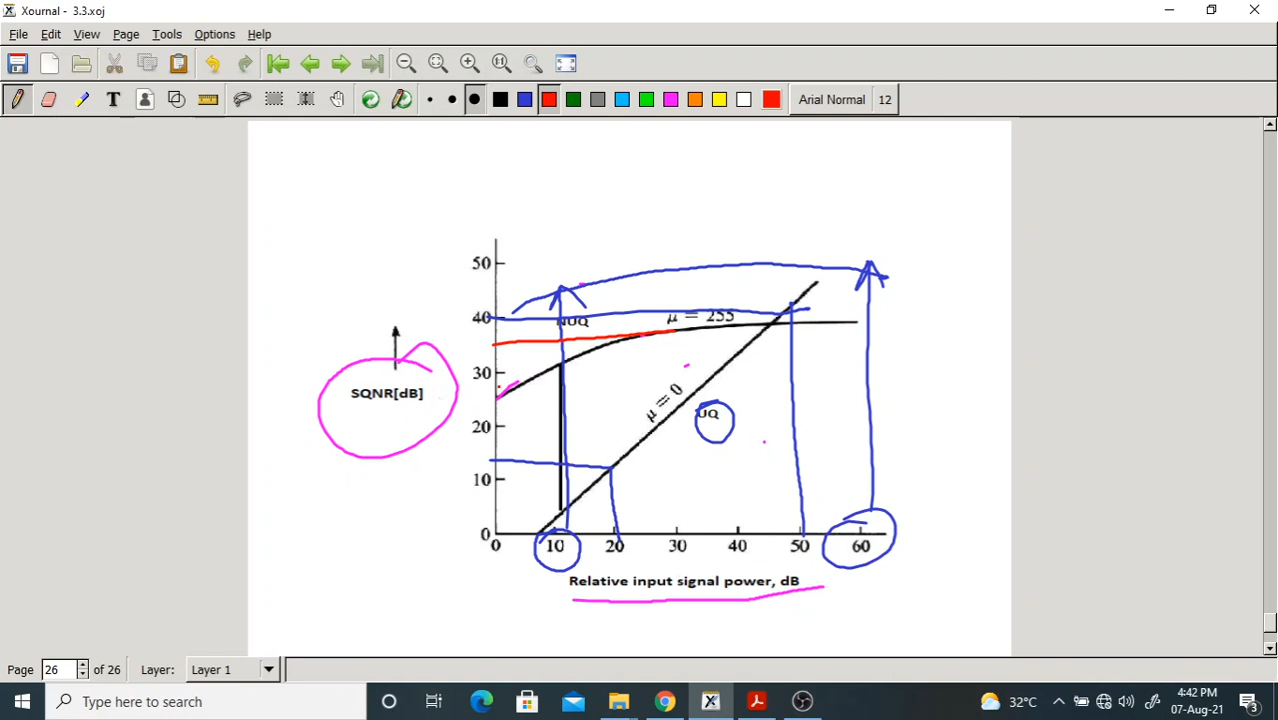 Xournal - 3.3.xoj
File Edit View Page Tools Options Help
T Arial Normal 12
50
40
NUQ
μ = 255
30
SQNR[dB]
μ = 0
UQ
20
10
0
0 10 20 30 40 50 60
Relative input signal power, dB
Page 26 of 26 Layer: Layer 1
Type here to search
32°C
4:42 PM
07-Aug-21
3